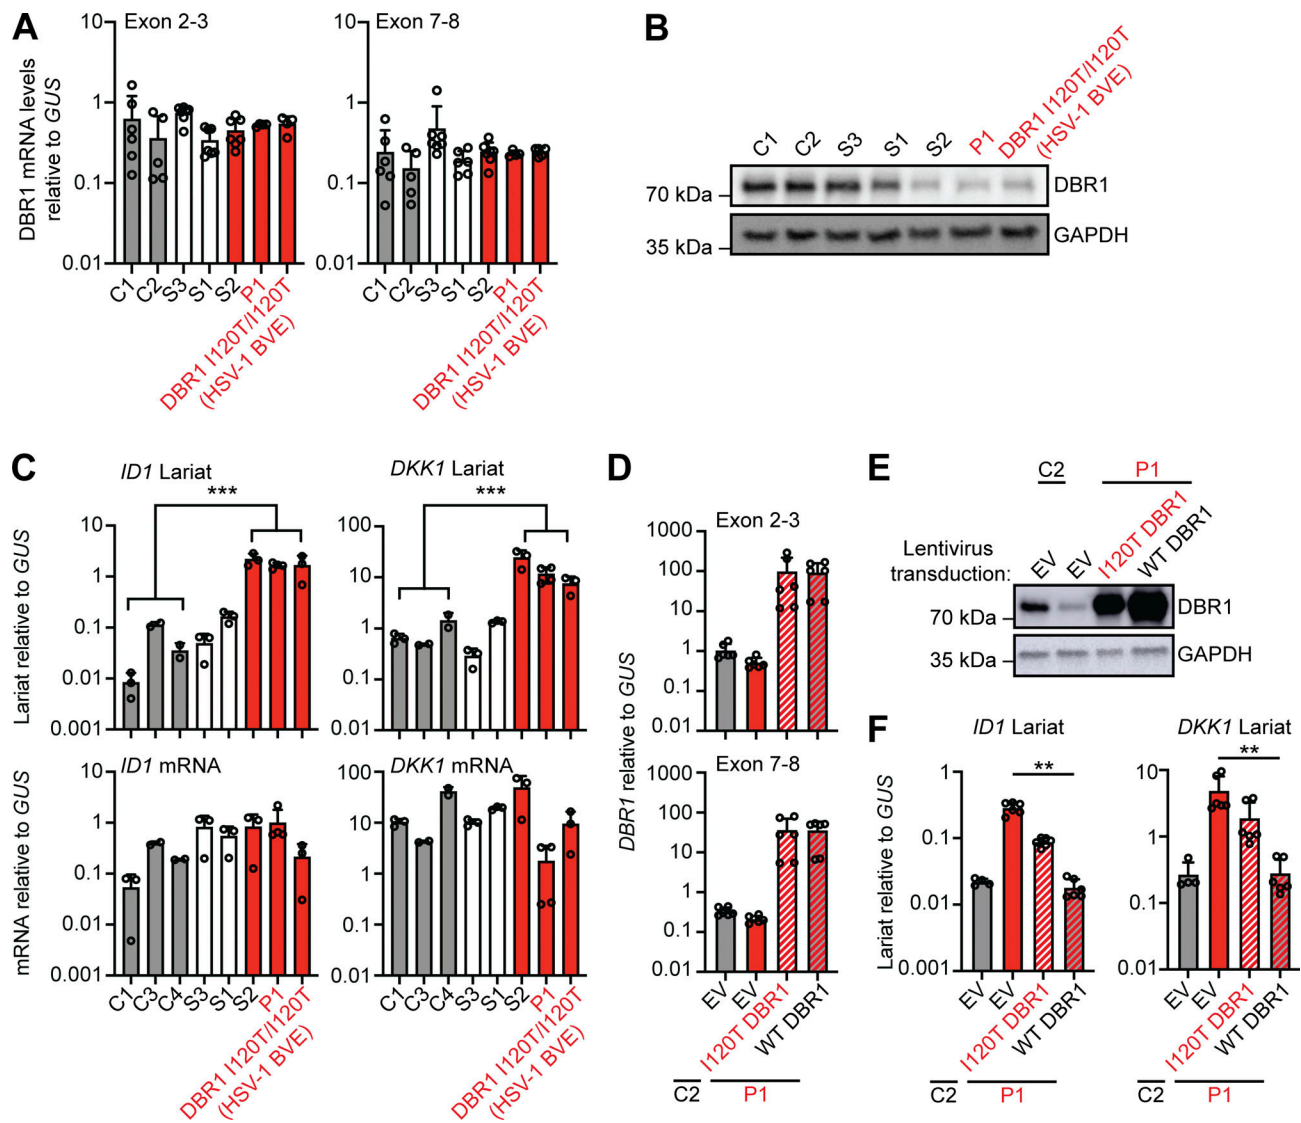 A
Exon 2-3
Exon 7-8
DBR1 mRNA levels
relative to GUS
10
1
0.1
0.01
10
1
0.1
0.01
C1
C2
S3
S1
S2
P1
DBR1 I120T/I120T
(HSV-1 BVE)
C1
C2
S3
S1
S2
P1
DBR1 I120T/I120T
(HSV-1 BVE)
B
C1
C2
S3
S1
S2
P1
DBR1 I120T/I120T
(HSV-1 BVE)
70 kDa
DBR1
35 kDa
GAPDH
C
ID1 Lariat
DKK1 Lariat
***
***
Lariat relative to GUS
10
1
0.1
0.01
0.001
100
10
1
0.1
0.01
ID1 mRNA
DKK1 mRNA
mRNA relative to GUS
10
1
0.1
0.01
0.001
100
10
1
0.1
0.01
C1
C3
C4
S3
S1
S2
P1
DBR1 I120T/I120T
(HSV-1 BVE)
C1
C3
C4
S3
S1
S2
P1
DBR1 I120T/I120T
(HSV-1 BVE)
D
Exon 2-3
DBR1 relative to GUS
1000
100
10
1
0.1
0.01
Exon 7-8
1000
100
10
1
0.1
0.01
EV
EV
I120T DBR1
WT DBR1
C2
P1
E
C2
P1
Lentivirus
transduction:
EV
EV
I120T DBR1
WT DBR1
70 kDa
DBR1
35 kDa
GAPDH
F
ID1 Lariat
DKK1 Lariat
**
**
Lariat relative to GUS
1
0.1
0.01
0.001
10
1
0.1
0.01
EV
EV
I120T DBR1
WT DBR1
C2
P1
EV
EV
I120T DBR1
WT DBR1
C2
P1